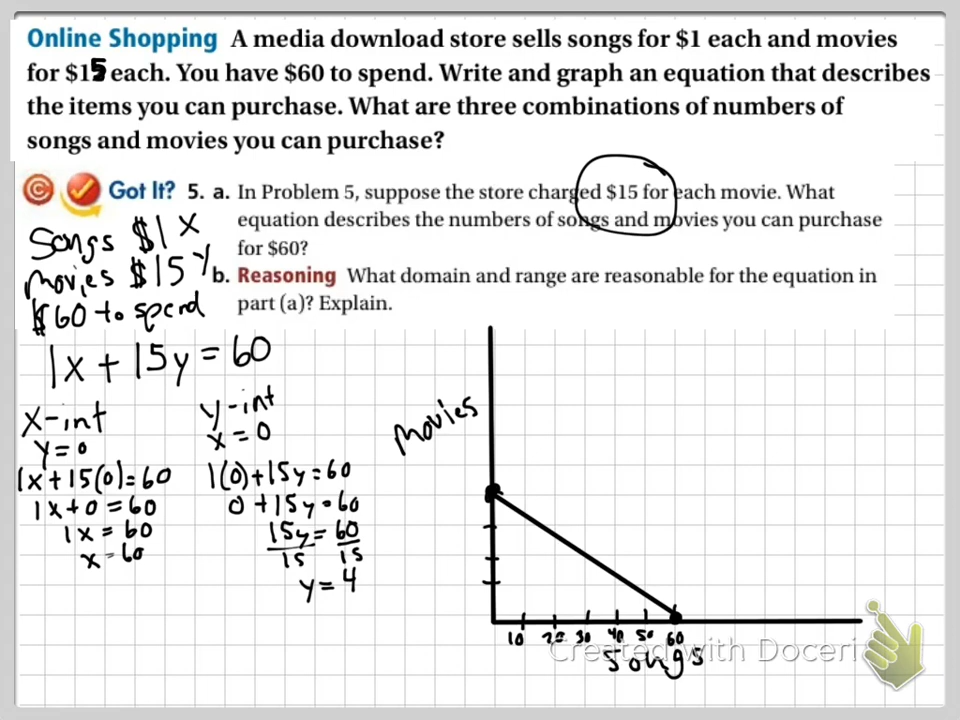 Online Shopping A media download store sells songs for $1 each and movies
for $15 each. You have $60 to spend. Write and graph an equation that describes
the items you can purchase. What are three combinations of numbers of
songs and movies you can purchase?
C Got It? 5. a. In Problem 5, suppose the store charged $15 for each movie. What
equation describes the numbers of songs and movies you can purchase
for $60?
b. Reasoning What domain and range are reasonable for the equation in
part (a)? Explain.
Songs $1 x
movies $15 y
$60 to spend
1x + 15y = 60
x-int
y = 0
1x + 15(0) = 60
1x + 0 = 60
1x = 60
x = 60
y-int
x = 0
1(0) + 15y = 60
0 + 15y = 60
15y = 60
15 15
y = 4
movies
10 20 30 40 50 60
songs
Created with Doceri